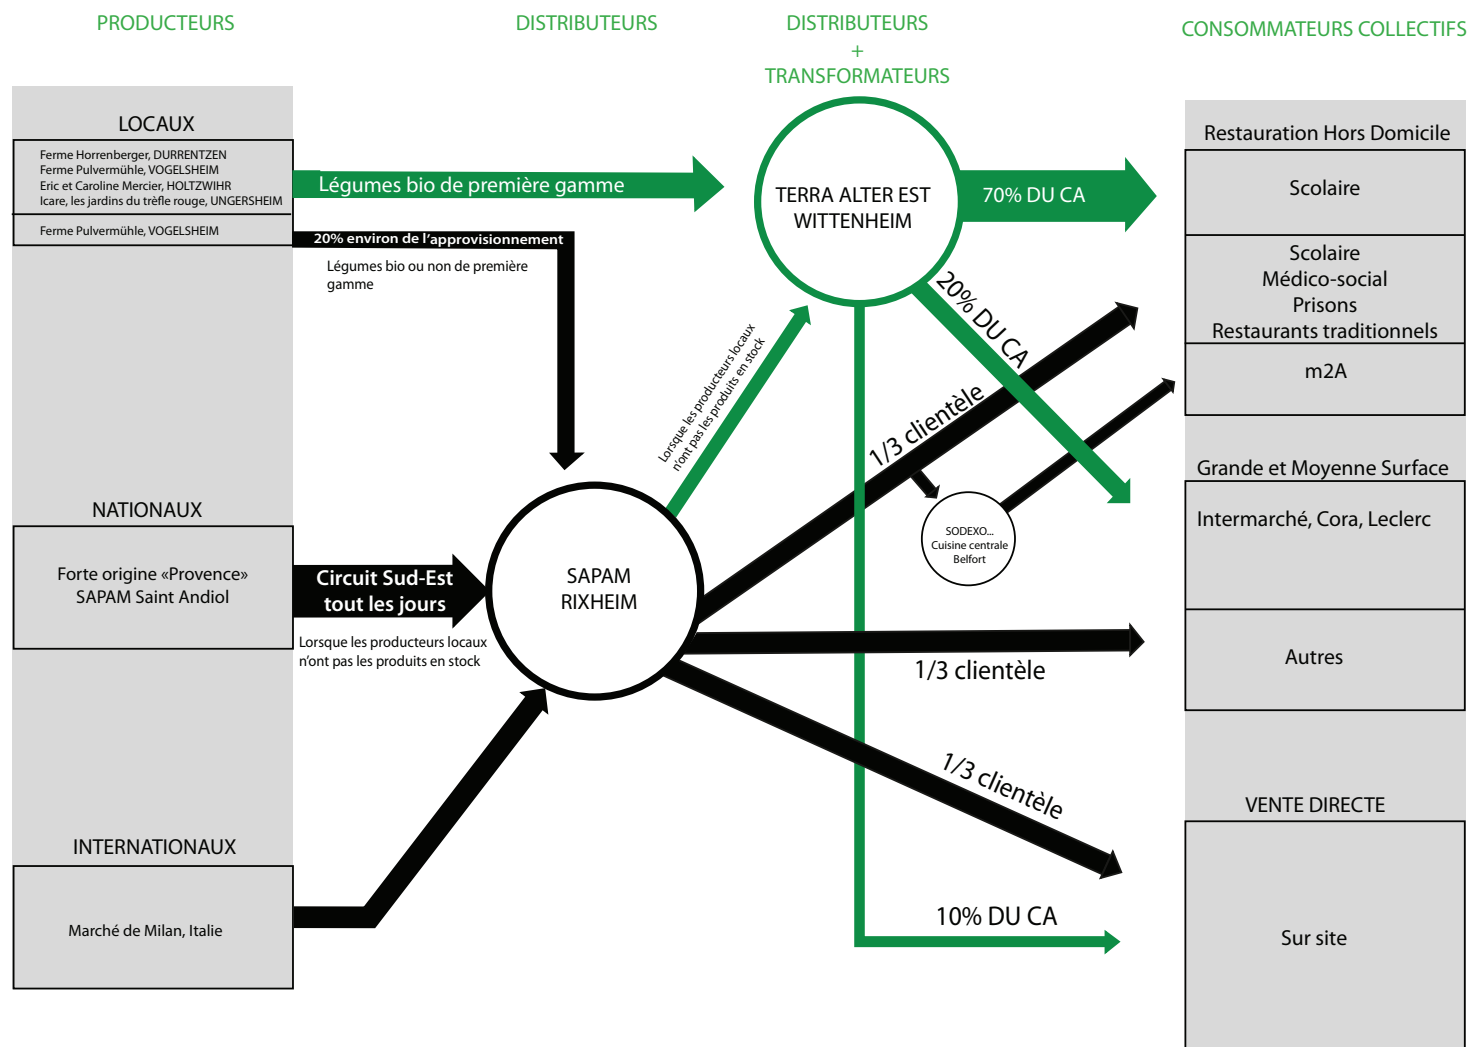 PRODUCTEURS
DISTRIBUTEURS
DISTRIBUTEURS
+
TRANSFORMATEURS
CONSOMMATEURS COLLECTIFS
LOCAUX
Ferme Horrenberger, DURRENTZEN
Ferme Pulvermühle, VOGELSHEIM
Eric et Caroline Mercier, HOLTZWIHR
Icare, les jardins du trèfle rouge, UNGERSHEIM
Ferme Pulvermühle, VOGELSHEIM
Légumes bio de première gamme
20% environ de l'approvisionnement
Légumes bio ou non de première
gamme
TERRA ALTER EST
WITTENHEIM
70% DU CA
20% DU CA
Lorsque les producteurs locaux
n'ont pas les produits en stock
1/3 clientèle
Restauration Hors Domicile
Scolaire
Scolaire
Médico-social
Prisons
Restaurants traditionnels
m2A
NATIONAUX
Forte origine «Provence»
SAPAM Saint Andiol
Circuit Sud-Est
tout les jours
Lorsque les producteurs locaux
n'ont pas les produits en stock
SAPAM
RIXHEIM
SODEXO...
Cuisine centrale
Belfort
Grande et Moyenne Surface
Intermarché, Cora, Leclerc
1/3 clientèle
Autres
INTERNATIONAUX
Marché de Milan, Italie
1/3 clientèle
10% DU CA
VENTE DIRECTE
Sur site